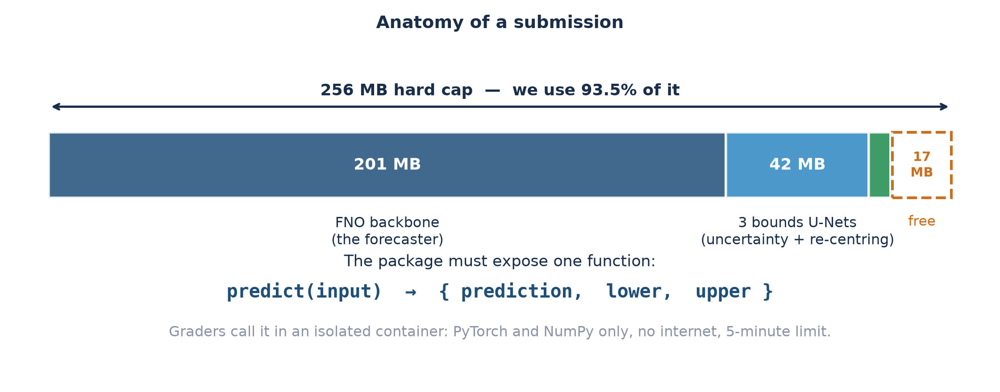 Anatomy of a submission
256 MB hard cap — we use 93.5% of it
201 MB
42 MB
17
MB
FNO backbone
(the forecaster)
3 bounds U-Nets
(uncertainty + re-centring)
free
The package must expose one function:
predict(input) → { prediction, lower, upper }
Graders call it in an isolated container: PyTorch and NumPy only, no internet, 5-minute limit.